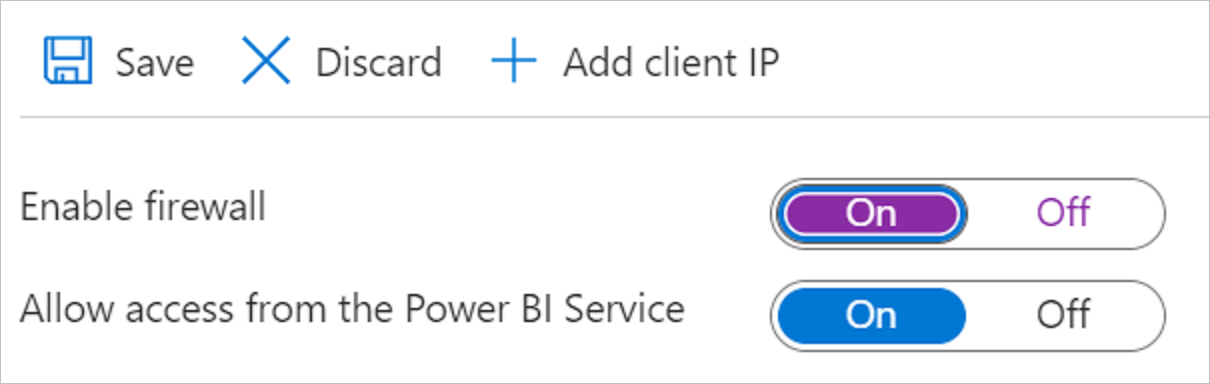 Save Discard Add client IP
Enable firewall On Off
Allow access from the Power BI Service On Off